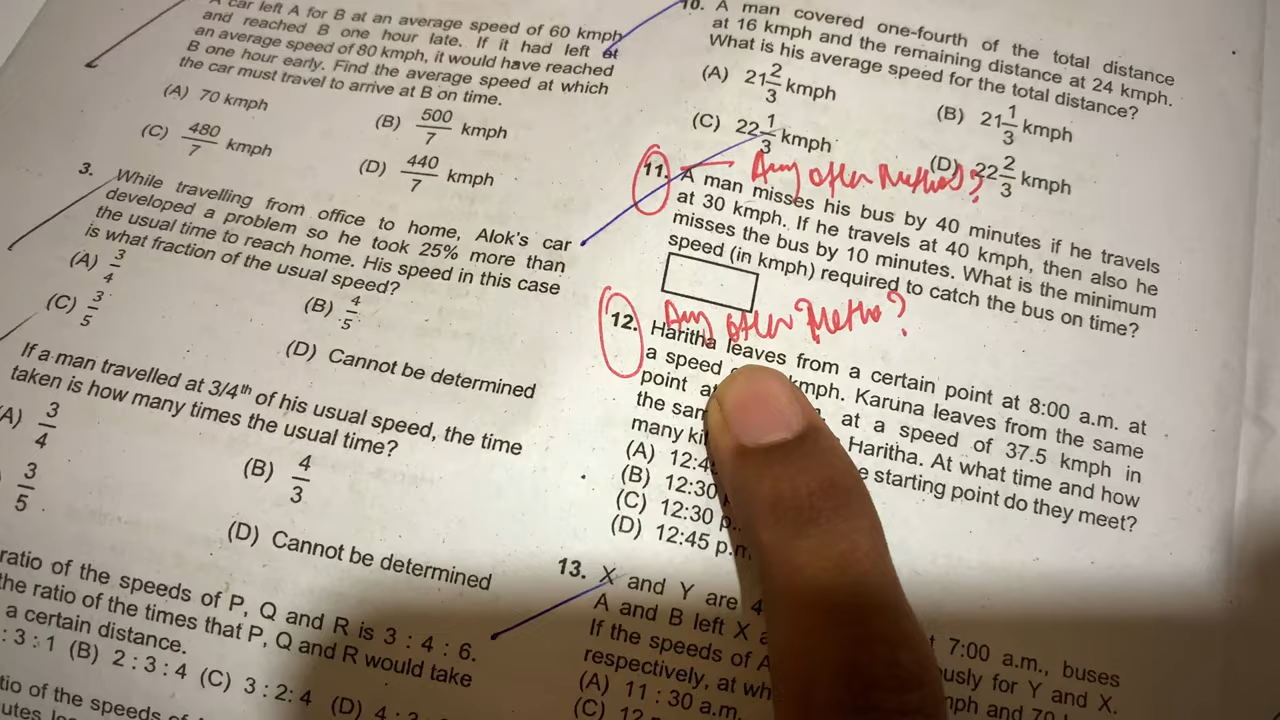 A car left A for B at an average speed of 60 kmph
and reached B one hour late. If it had left at
an average speed of 80 kmph, it would have reached
B one hour early. Find the average speed at which
the car must travel to arrive at B on time.
(A) 70 kmph
(B) 500/7 kmph
(C) 480/7 kmph
(D) 440/7 kmph
3. While travelling from office to home, Alok's car
developed a problem so he took 25% more than
the usual time to reach home. His speed in this case
is what fraction of the usual speed?
(A) 3/4
(B) 4/5
(C) 3/5
(D) Cannot be determined
If a man travelled at 3/4th of his usual speed, the time
taken is how many times the usual time?
(A) 3/4
(B) 4/3
3/5
(D) Cannot be determined
ratio of the speeds of P, Q and R is 3 : 4 : 6.
the ratio of the times that P, Q and R would take
a certain distance.
: 3 : 1 (B) 2 : 3 : 4 (C) 3 : 2 : 4 (D) 4 :
of the speeds
10. A man covered one-fourth of the total distance
at 16 kmph and the remaining distance at 24 kmph.
What is his average speed for the total distance?
(A) 21 2/3 kmph
(B) 21 1/3 kmph
(C) 22 1/3 kmph
(D) 22 2/3 kmph
Any other Method?
11. A man misses his bus by 40 minutes if he travels
at 30 kmph. If he travels at 40 kmph, then also he
misses the bus by 10 minutes. What is the minimum
speed (in kmph) required to catch the bus on time?
Any other Metho?
12. Haritha leaves from a certain point at 8:00 a.m. at
a speed kmph. Karuna leaves from the same
point at a speed of 37.5 kmph in
the Haritha. At what time and how
many starting point do they meet?
(A) 12:4
(B) 12:30
(C) 12:30 p.
(D) 12:45 p.m.
13. X and Y are 4
A and B left X 7:00 a.m., buses
If the speeds of A for Y and X.
respectively, at and 70
(A) 11 : 30 a.m.
(C) 12